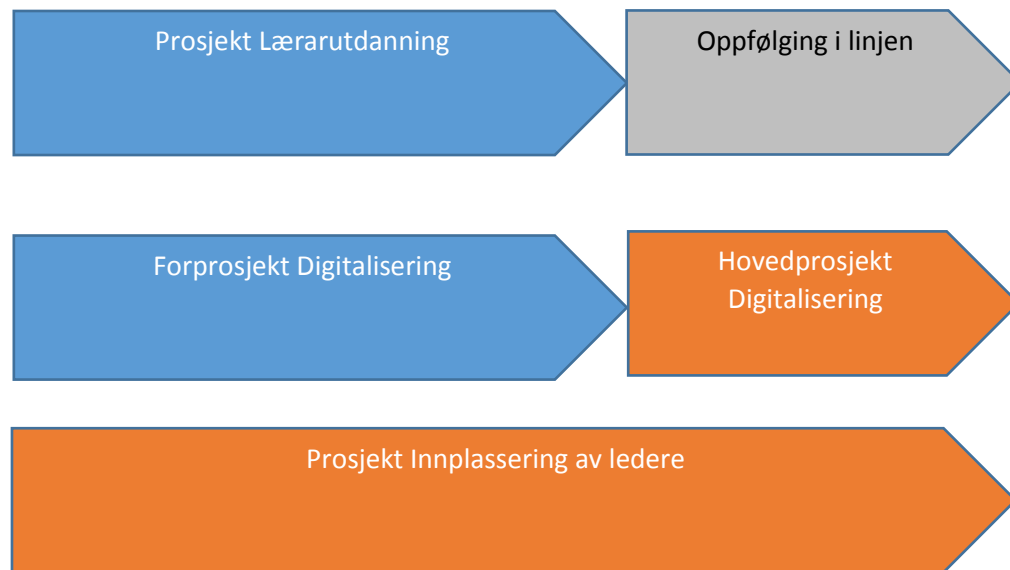 Prosjekt Lærarutdanning
Oppfølging i linjen
Forprosjekt Digitalisering
Hovedprosjekt
Digitalisering
Prosjekt Innplassering av ledere